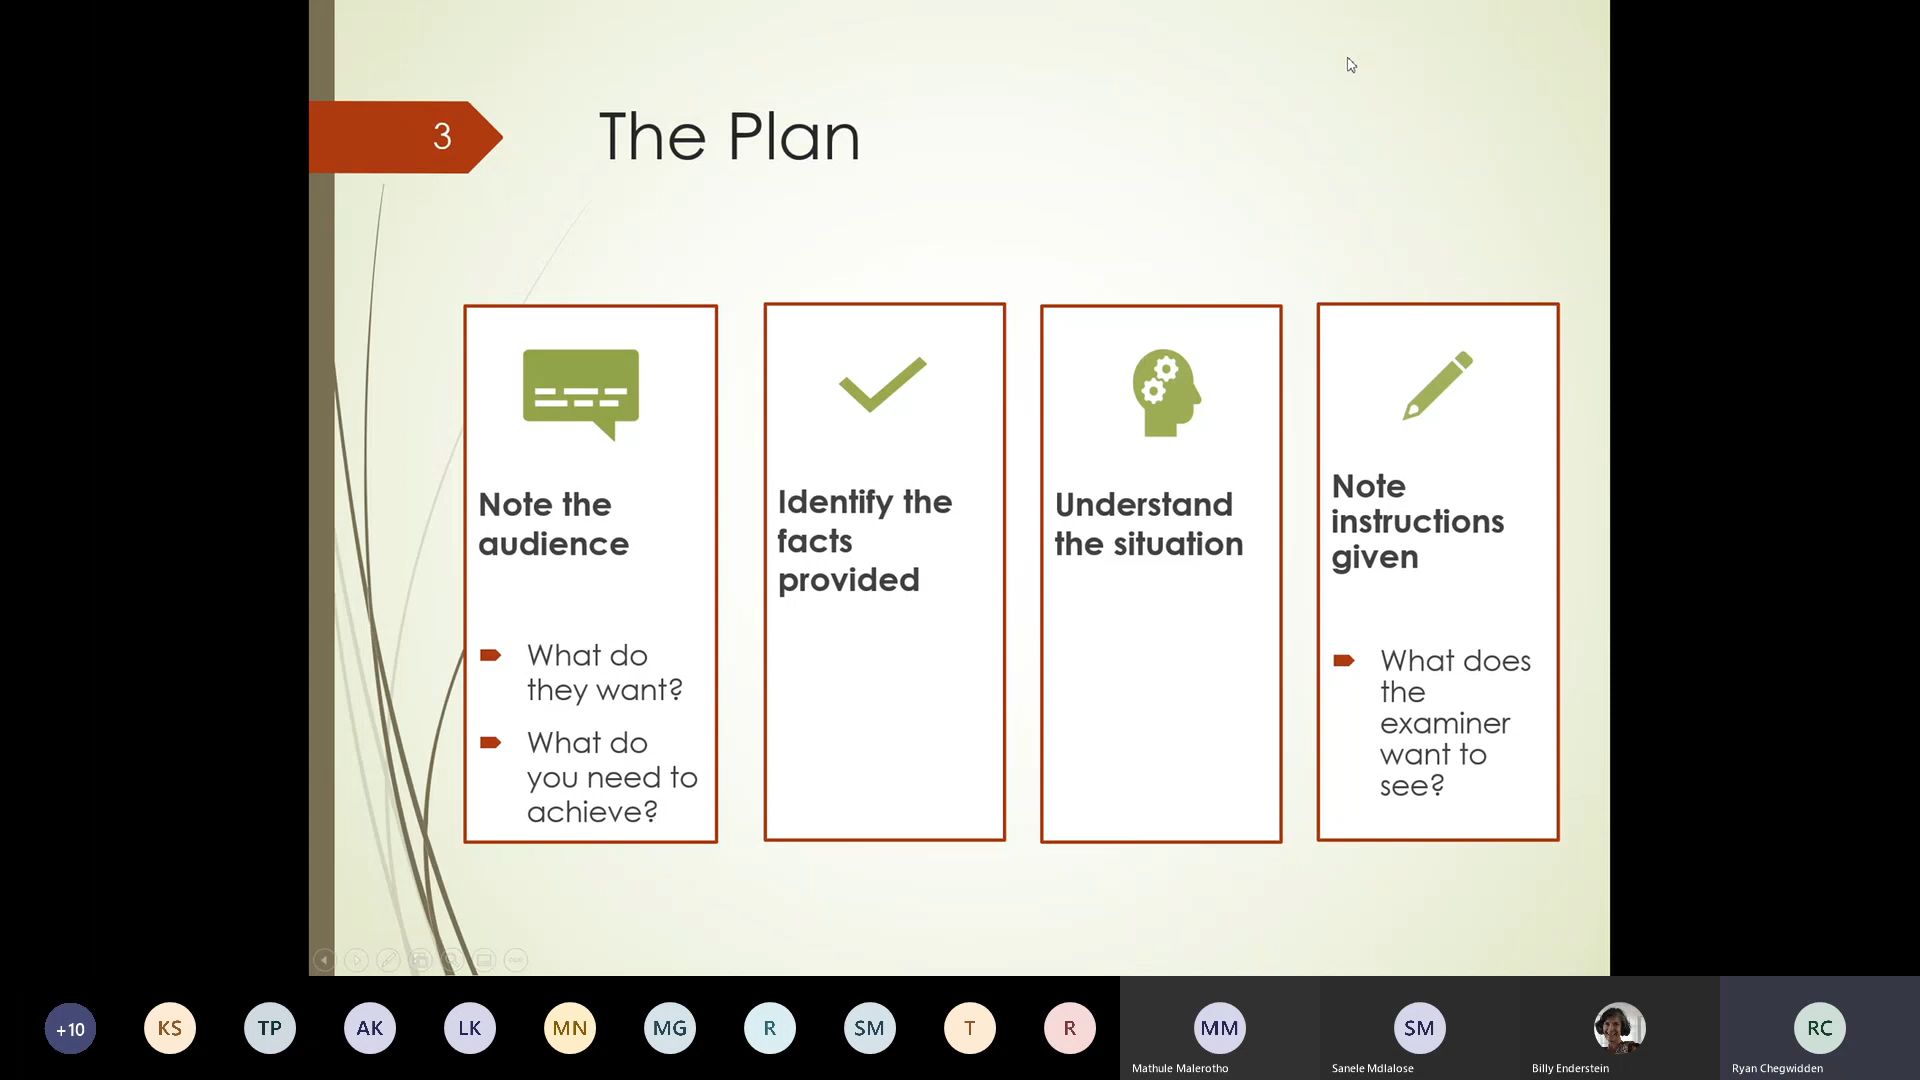 3
The Plan
Note the
audience
What do
they want?
What do
you need to
achieve?
Identify the
facts
provided
Understand
the situation
Note
instructions
given
What does
the
examiner
want to
see?
+10
KS
TP
AK
LK
MN
MG
R
SM
T
R
MM
Mathule Malerotho
SM
Sanele Mdlalose
Billy Enderstein
RC
Ryan Chegwidden